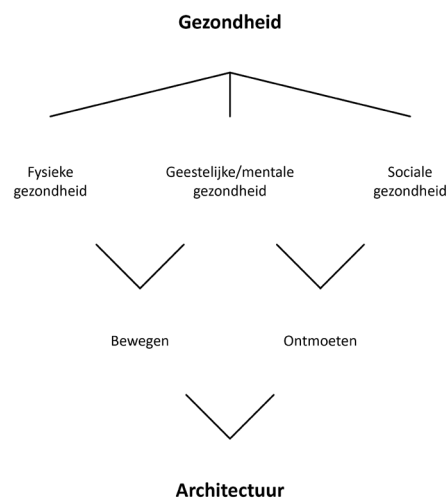 Gezondheid
Fysieke
gezondheid
Geestelijke/mentale
gezondheid
Sociale
gezondheid
Bewegen
Ontmoeten
Architectuur